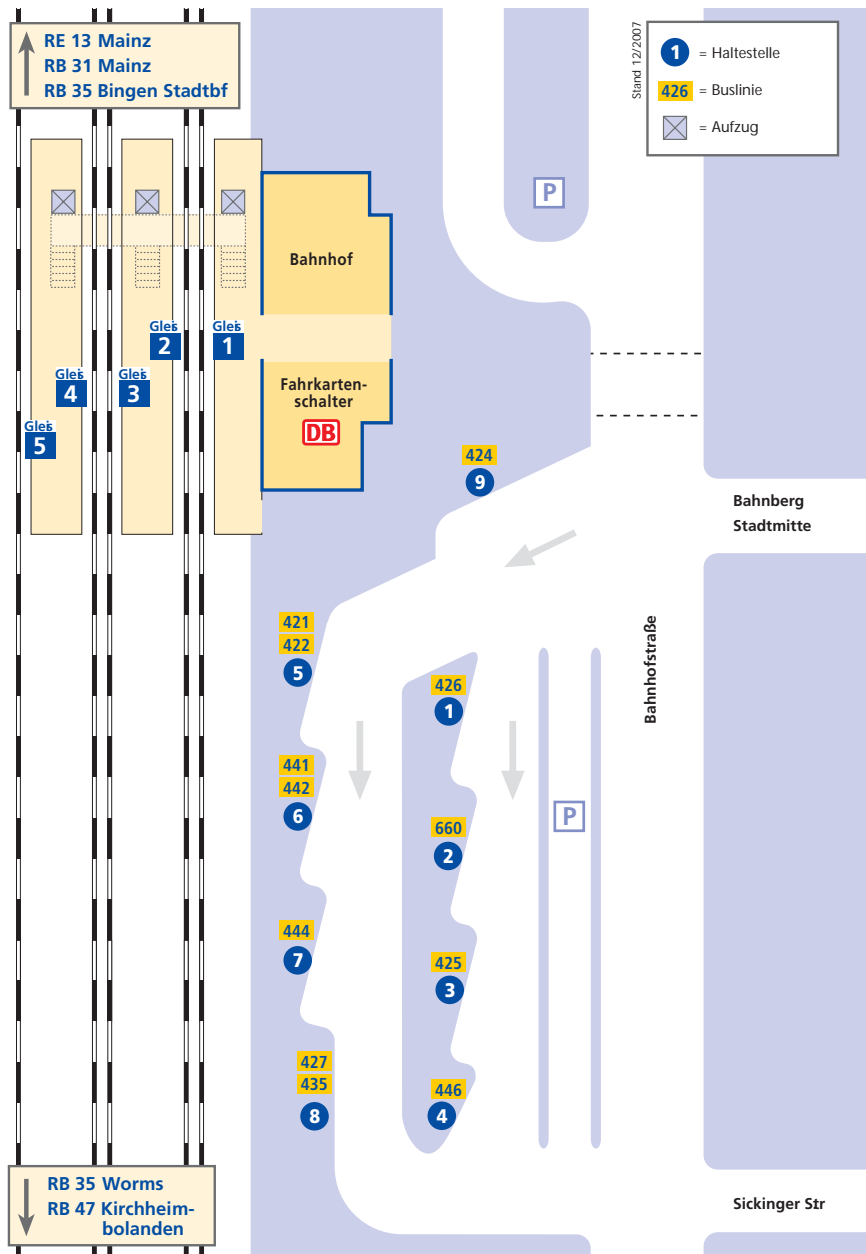 RE 13 Mainz
RB 31 Mainz
RB 35 Bingen Stadtbf
Stand 12/2007
1 = Haltestelle
426 = Buslinie
= Aufzug
P
Bahnhof
Gleis
1
Gleis
2
Gleis
3
Gleis
4
Gleis
5
Fahrkarten-
schalter
DB
424
9
Bahnberg
Stadtmitte
Bahnhofstraße
421
422
5
426
1
441
442
6
660
2
P
444
7
425
3
427
435
8
446
4
RB 35 Worms
RB 47 Kirchheim-
bolanden
Sickinger Str